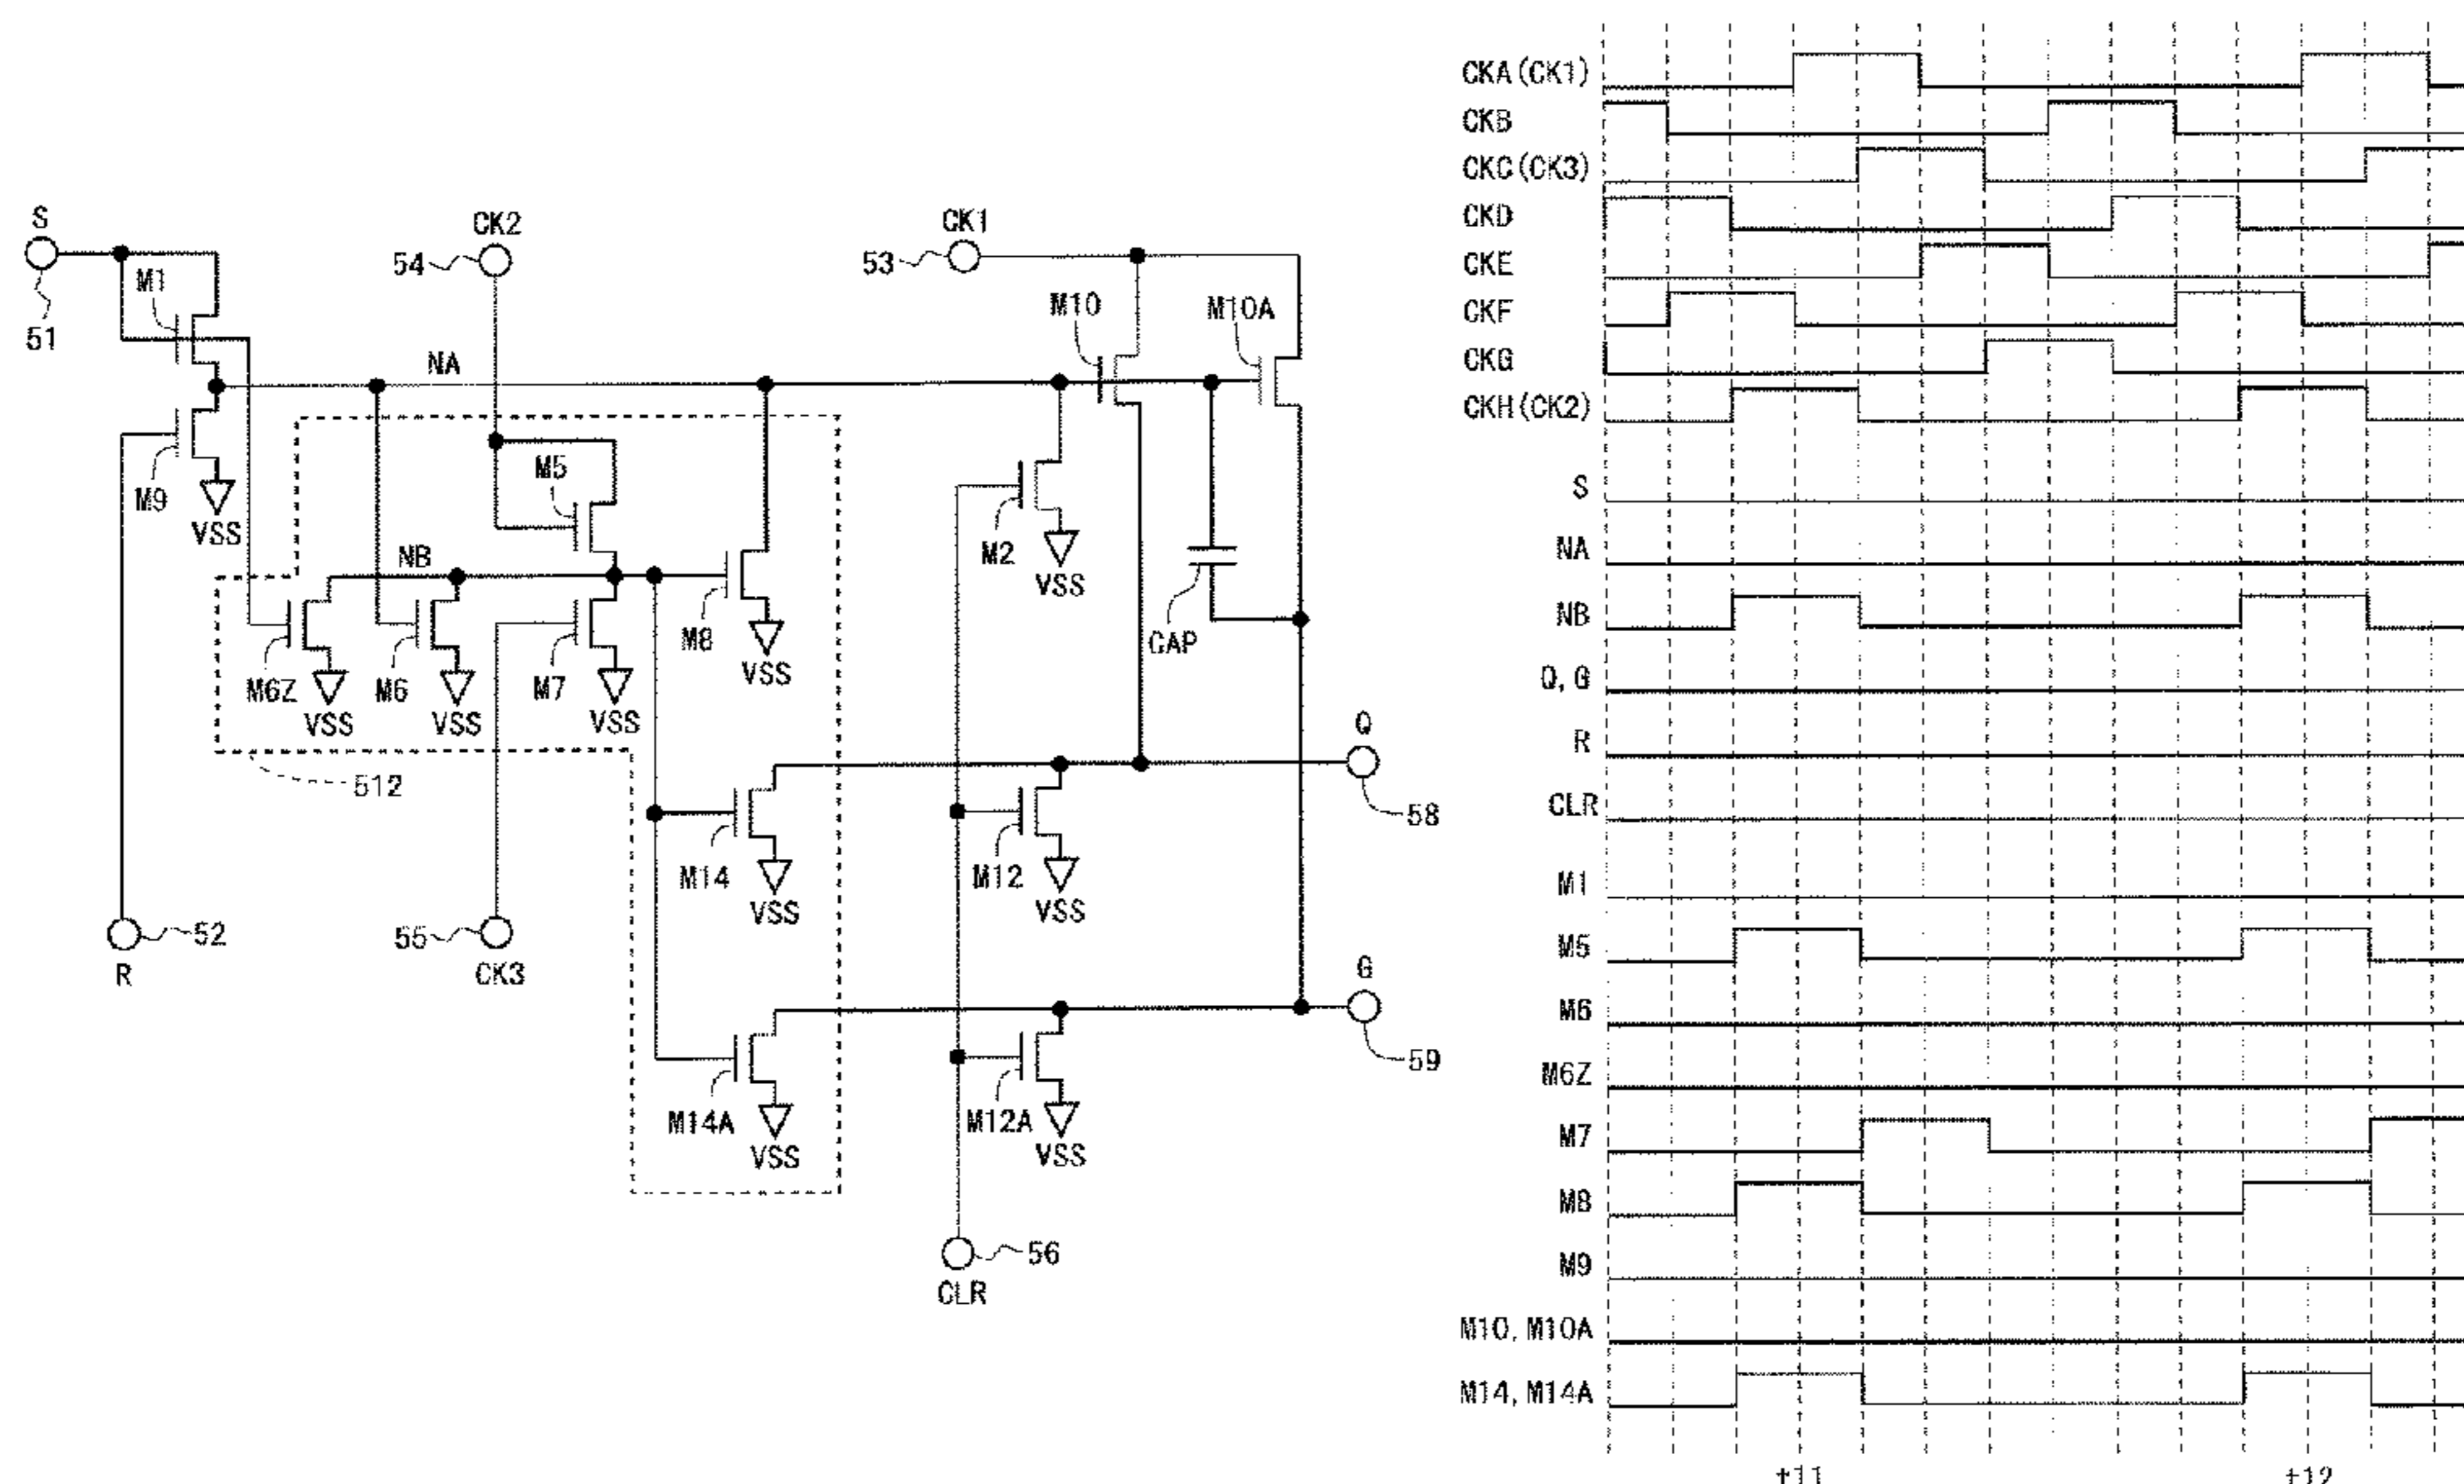 S
51
M1
M9
VSS
R
52
CK2
54
NA
M5
NB
M6Z
VSS
M6
VSS
M7
VSS
M8
VSS
512
55
CK3
M14
VSS
M14A
VSS
CK1
53
M10
M10A
M2
VSS
CAP
Q
58
M12
VSS
G
59
M12A
VSS
56
CLR
CKA(CK1)
CKB
CKC(CK3)
CKD
CKE
CKF
CKG
CKH(CK2)
S
NA
NB
Q,G
R
CLR
M1
M5
M6
M6Z
M7
M8
M9
M10,M10A
M14,M14A
t11 t12